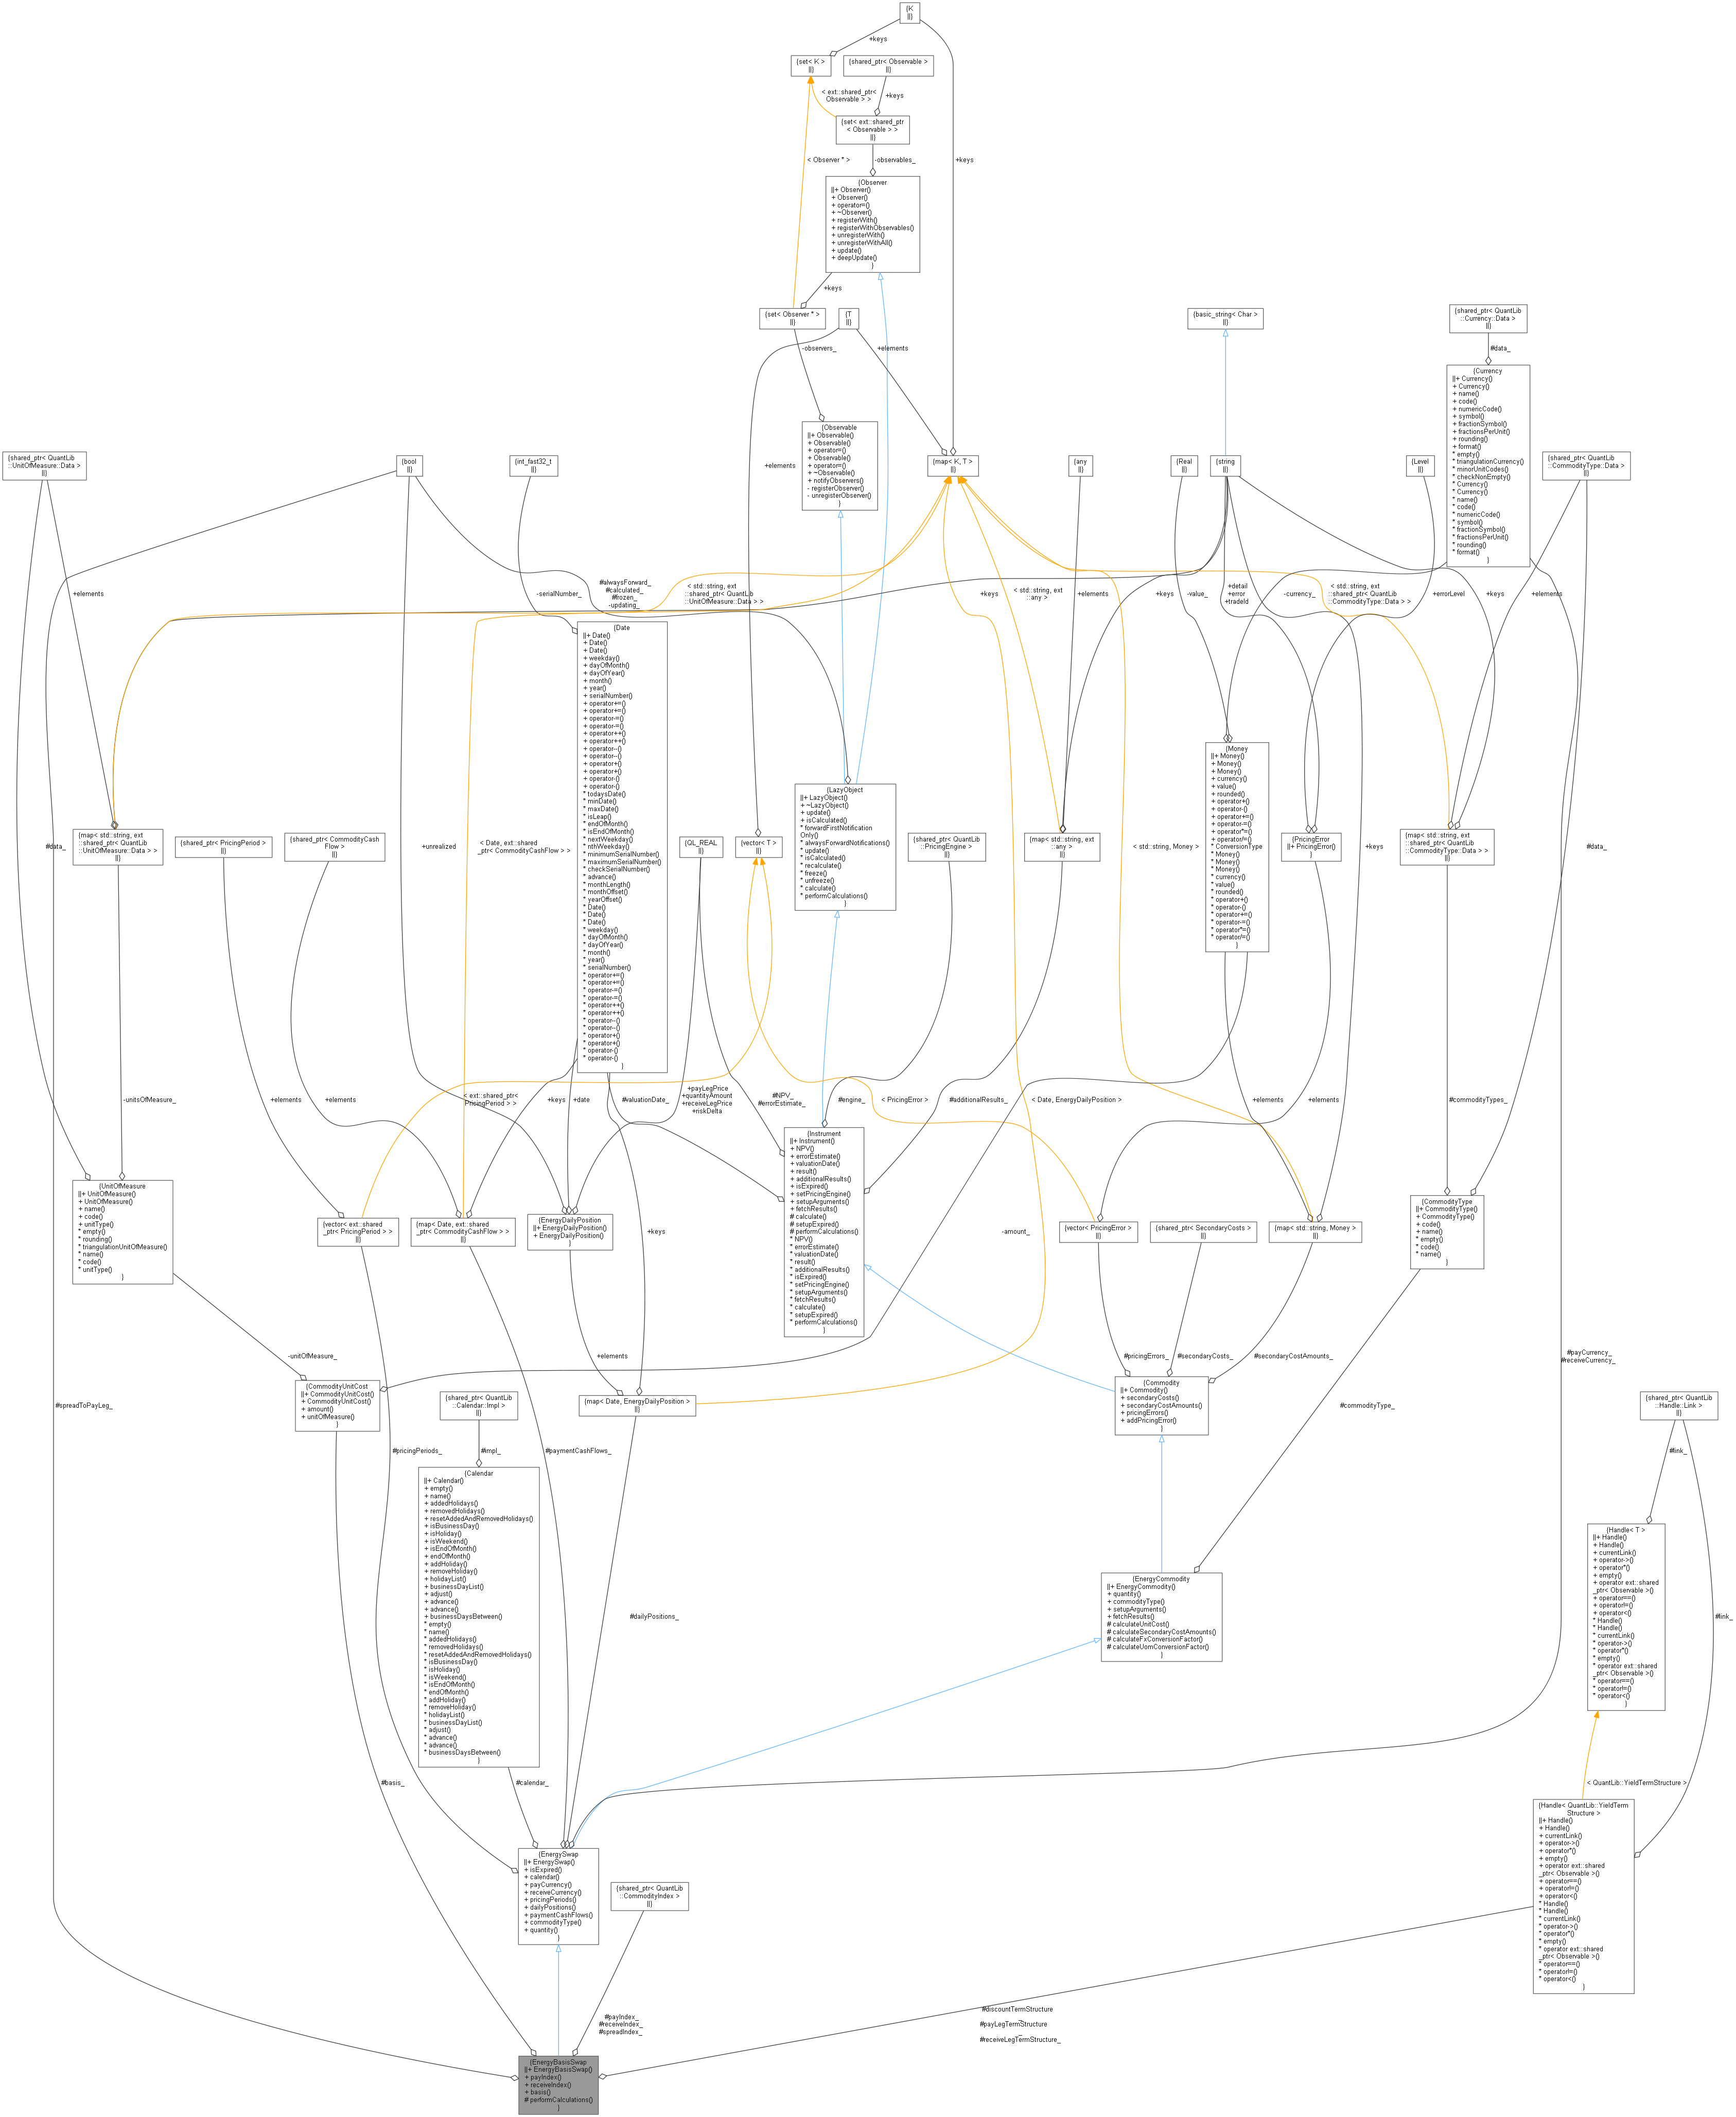 {K
||}
+keys
{set< K >
||}
{shared_ptr< Observable >
||}
< ext::shared_ptr<
Observable > >
+keys
{set< ext::shared_ptr
< Observable > >
||}
< Observer * >
-observables_
+keys
{Observer
||+ Observer()
+ Observer()
+ operator=()
+ ~Observer()
+ registerWith()
+ registerWithObservables()
+ unregisterWith()
+ unregisterWithAll()
+ update()
+ deepUpdate()
}
+keys
{set< Observer * >
||}
{T
||}
{basic_string< Char >
||}
{shared_ptr< QuantLib
::Currency::Data >
||}
-observers_
+elements
#data_
{Currency
||+ Currency()
+ Currency()
+ name()
+ code()
+ numericCode()
+ symbol()
+ fractionSymbol()
+ fractionsPerUnit()
+ rounding()
+ format()
* empty()
* triangulationCurrency()
* minorUnitCodes()
* checkNonEmpty()
* Currency()
* Currency()
* name()
* code()
* numericCode()
* symbol()
* fractionSymbol()
* fractionsPerUnit()
* rounding()
* format()
}
{Observable
||+ Observable()
+ Observable()
+ operator=()
+ Observable()
+ operator=()
+ ~Observable()
+ notifyObservers()
- registerObserver()
- unregisterObserver()
}
{shared_ptr< QuantLib
::UnitOfMeasure::Data >
||}
{bool
||}
{int_fast32_t
||}
+elements
{map< K, T >
||}
{any
||}
{Real
||}
{string
||}
{Level
||}
{shared_ptr< QuantLib
::CommodityType::Data >
||}
+elements
-serialNumber_
#alwaysForward_
#calculated_
#frozen_
-updating_
< std::string, ext
::shared_ptr< QuantLib
::UnitOfMeasure::Data > >
+keys
< std::string, ext
::any >
+elements
+keys
-value_
+detail
+error
+tradeId
-currency_
< std::string, ext
::shared_ptr< QuantLib
::CommodityType::Data > >
+errorLevel
+keys
+elements
{Date
||+ Date()
+ Date()
+ Date()
+ weekday()
+ dayOfMonth()
+ dayOfYear()
+ month()
+ year()
+ serialNumber()
+ operator+=()
+ operator+=()
+ operator-=()
+ operator-=()
+ operator++()
+ operator++()
+ operator--()
+ operator--()
+ operator+()
+ operator+()
+ operator-()
+ operator-()
* todaysDate()
* minDate()
* maxDate()
* isLeap()
* endOfMonth()
* isEndOfMonth()
* nextWeekday()
* nthWeekday()
* minimumSerialNumber()
* maximumSerialNumber()
* checkSerialNumber()
* advance()
* monthLength()
* monthOffset()
* yearOffset()
* Date()
* Date()
* Date()
* weekday()
* dayOfMonth()
* dayOfYear()
* month()
* year()
* serialNumber()
* operator+=()
* operator+=()
* operator-=()
* operator-=()
* operator++()
* operator++()
* operator--()
* operator--()
* operator+()
* operator+()
* operator-()
* operator-()
}
{Money
||+ Money()
+ Money()
+ Money()
+ currency()
+ value()
+ rounded()
+ operator+()
+ operator-()
+ operator+=()
+ operator-=()
+ operator*=()
+ operator/=()
* ConversionType
* Money()
* Money()
* Money()
* currency()
* value()
* rounded()
* operator+()
* operator-()
* operator+=()
* operator-=()
* operator*=()
* operator/=()
}
{LazyObject
||+ LazyObject()
+ ~LazyObject()
+ update()
+ isCalculated()
* forwardFirstNotification
Only()
* alwaysForwardNotifications()
* update()
* isCalculated()
* recalculate()
* freeze()
* unfreeze()
* calculate()
* performCalculations()
}
#data_
{map< std::string, ext
::shared_ptr< QuantLib
::UnitOfMeasure::Data > >
||}
{shared_ptr< PricingPeriod >
||}
{shared_ptr< CommodityCash
Flow >
||}
+unrealized
< Date, ext::shared
_ptr< CommodityCashFlow > >
{QL_REAL
||}
{vector< T >
||}
{shared_ptr< QuantLib
::PricingEngine >
||}
{map< std::string, ext
::any >
||}
< std::string, Money >
{PricingError
||+ PricingError()
}
+keys
{map< std::string, ext
::shared_ptr< QuantLib
::CommodityType::Data > >
||}
#data_
-unitsOfMeasure_
+elements
+elements
< ext::shared_ptr<
PricingPeriod > >
+keys
+date
#valuationDate_
+payLegPrice
+quantityAmount
+receiveLegPrice
+riskDelta
#NPV_
#errorEstimate_
#engine_
< PricingError >
#additionalResults_
< Date, EnergyDailyPosition >
+elements
+elements
#commodityTypes_
{Instrument
||+ Instrument()
+ NPV()
+ errorEstimate()
+ valuationDate()
+ result()
+ additionalResults()
+ isExpired()
+ setPricingEngine()
+ setupArguments()
+ fetchResults()
# calculate()
# setupExpired()
# performCalculations()
* NPV()
* errorEstimate()
* valuationDate()
* result()
* additionalResults()
* isExpired()
* setPricingEngine()
* setupArguments()
* fetchResults()
* calculate()
* setupExpired()
* performCalculations()
}
{UnitOfMeasure
||+ UnitOfMeasure()
+ UnitOfMeasure()
+ name()
+ code()
+ unitType()
* empty()
* rounding()
* triangulationUnitOfMeasure()
* name()
* code()
* unitType()
}
{vector< ext::shared
_ptr< PricingPeriod > >
||}
{map< Date, ext::shared
_ptr< CommodityCashFlow > >
||}
{EnergyDailyPosition
||+ EnergyDailyPosition()
+ EnergyDailyPosition()
}
+keys
-amount_
{vector< PricingError >
||}
{shared_ptr< SecondaryCosts >
||}
{map< std::string, Money >
||}
{CommodityType
||+ CommodityType()
+ CommodityType()
+ code()
+ name()
* empty()
* code()
* name()
}
-unitOfMeasure_
+elements
#pricingErrors_
#secondaryCosts_
#secondaryCostAmounts_
#payCurrency_
#receiveCurrency_
{CommodityUnitCost
||+ CommodityUnitCost()
+ CommodityUnitCost()
+ amount()
+ unitOfMeasure()
}
{shared_ptr< QuantLib
::Calendar::Impl >
||}
{map< Date, EnergyDailyPosition >
||}
{Commodity
||+ Commodity()
+ secondaryCosts()
+ secondaryCostAmounts()
+ pricingErrors()
+ addPricingError()
}
#commodityType_
{shared_ptr< QuantLib
::Handle::Link >
||}
#spreadToPayLeg_
#pricingPeriods_
#impl_
#paymentCashFlows_
#link_
{Calendar
||+ Calendar()
+ empty()
+ name()
+ addedHolidays()
+ removedHolidays()
+ resetAddedAndRemovedHolidays()
+ isBusinessDay()
+ isHoliday()
+ isWeekend()
+ isEndOfMonth()
+ endOfMonth()
+ addHoliday()
+ removeHoliday()
+ holidayList()
+ businessDayList()
+ adjust()
+ advance()
+ advance()
+ businessDaysBetween()
* empty()
* name()
* addedHolidays()
* removedHolidays()
* resetAddedAndRemovedHolidays()
* isBusinessDay()
* isHoliday()
* isWeekend()
* isEndOfMonth()
* endOfMonth()
* addHoliday()
* removeHoliday()
* holidayList()
* businessDayList()
* adjust()
* advance()
* advance()
* businessDaysBetween()
}
#dailyPositions_
{EnergyCommodity
||+ EnergyCommodity()
+ quantity()
+ commodityType()
+ setupArguments()
+ fetchResults()
# calculateUnitCost()
# calculateSecondaryCostAmounts()
# calculateFxConversionFactor()
# calculateUomConversionFactor()
}
{Handle< T >
||+ Handle()
+ Handle()
+ currentLink()
+ operator->()
+ operator*()
+ empty()
+ operator ext::shared
_ptr< Observable >()
+ operator==()
+ operator!=()
+ operator<()
* Handle()
* Handle()
* currentLink()
* operator->()
* operator*()
* empty()
* operator ext::shared
_ptr< Observable >()
* operator==()
* operator!=()
* operator<()
}
#link_
#basis_
#calendar_
< QuantLib::YieldTermStructure >
{EnergySwap
||+ EnergySwap()
+ isExpired()
+ calendar()
+ payCurrency()
+ receiveCurrency()
+ pricingPeriods()
+ dailyPositions()
+ paymentCashFlows()
+ commodityType()
+ quantity()
}
{shared_ptr< QuantLib
::CommodityIndex >
||}
{Handle< QuantLib::YieldTerm
Structure >
||+ Handle()
+ Handle()
+ currentLink()
+ operator->()
+ operator*()
+ empty()
+ operator ext::shared
_ptr< Observable >()
+ operator==()
+ operator!=()
+ operator<()
* Handle()
* Handle()
* currentLink()
* operator->()
* operator*()
* empty()
* operator ext::shared
_ptr< Observable >()
* operator==()
* operator!=()
* operator<()
}
#payIndex_
#receiveIndex_
#spreadIndex_
#discountTermStructure
_
#payLegTermStructure
_
#receiveLegTermStructure_
{EnergyBasisSwap
||+ EnergyBasisSwap()
+ payIndex()
+ receiveIndex()
+ basis()
# performCalculations()
}